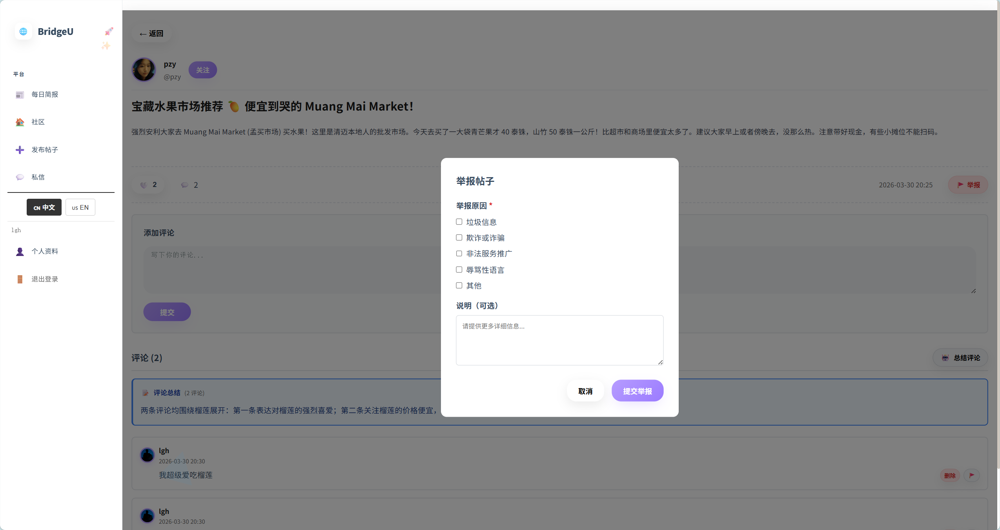 BridgeU
平台
每日简报
社区
发布帖子
私信
CN 中文
us EN
lgh
个人资料
退出登录
← 返回
pzy
@pzy
关注
宝藏水果市场推荐 🥭 便宜到哭的 Muang Mai Market！
强烈安利大家去 Muang Mai Market (孟买市场) 买水果！这里是清迈本地人的批发市场。今天去买了一大袋青芒果才 40 泰铢，山竹 50 泰铢一公斤！比超市和商场里便宜太多了。建议大家早上或者傍晚去，没那么热。注意带好现金，有些小摊位不能扫码。
2
2
2026-03-30 20:25
举报
添加评论
写下你的评论...
提交
评论 (2)
总结评论
评论总结 (2 评论)
两条评论均围绕榴莲展开：第一条表达对榴莲的强烈喜爱；第二条关注榴莲的价格便宜，
lgh
2026-03-30 20:30
我超级爱吃榴莲
删除
lgh
2026-03-30 20:30
举报帖子
举报原因 *
垃圾信息
欺诈或诈骗
非法服务推广
辱骂性语言
其他
说明（可选）
请提供更多详细信息...
取消
提交举报